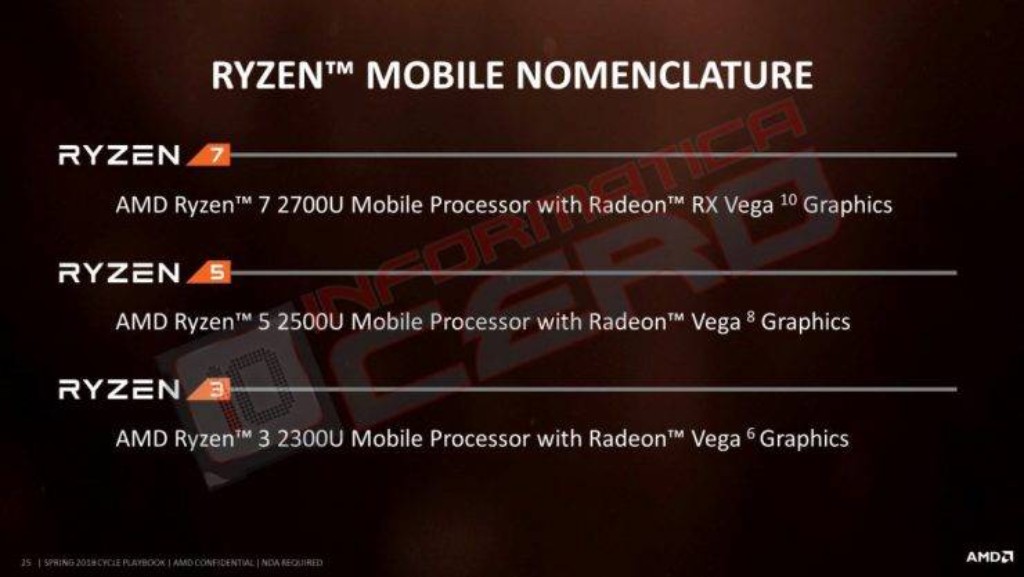 RYZEN™ MOBILE NOMENCLATURE
RYZEN 7
AMD Ryzen™ 7 2700U Mobile Processor with Radeon™ RX Vega ¹⁰ Graphics
RYZEN 5
AMD Ryzen™ 5 2500U Mobile Processor with Radeon™ Vega ⁸ Graphics
RYZEN 3
AMD Ryzen™ 3 2300U Mobile Processor with Radeon™ Vega ⁶ Graphics
INFORMATICA
CERO
10
25 | SPRING 2018 CYCLE PLAYBOOK | AMD CONFIDENTIAL | NDA REQUIRED
AMD